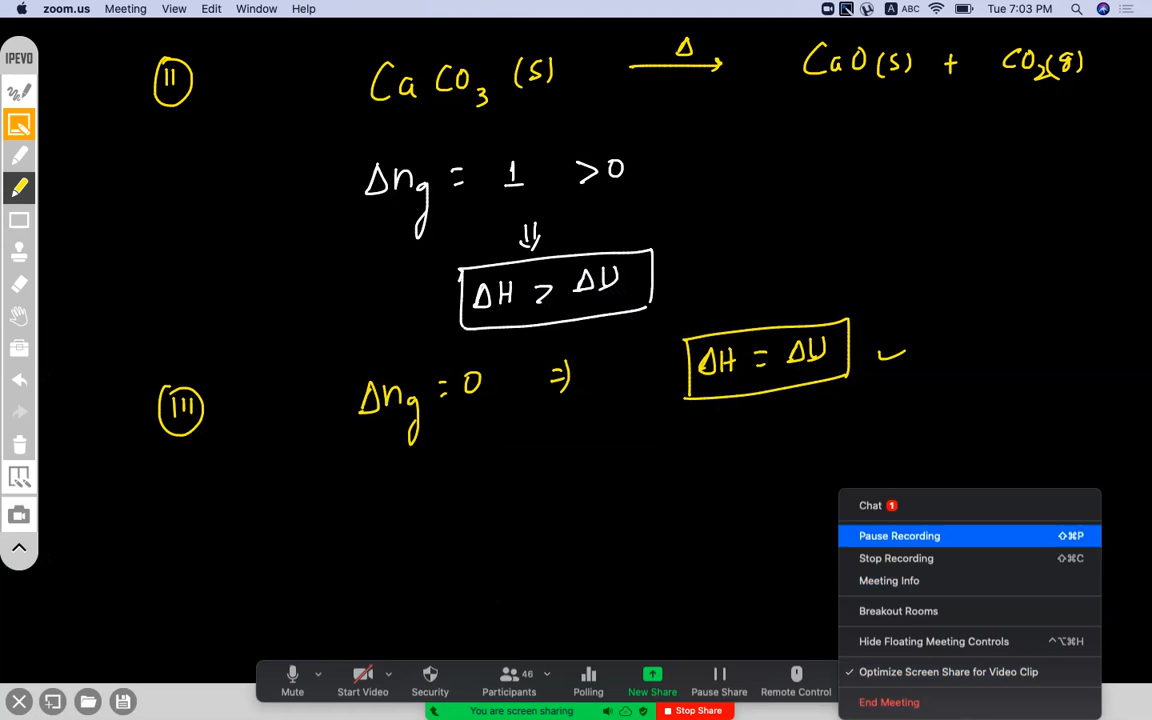 zoom.us Meeting View Edit Window Help ABC Tue 7:03 PM
IPEVO
II CaCO₃ (s) —Δ→ CaO(s) + CO₂(g)
Δng = 1 >0
⇓
ΔH > ΔU
III Δng = 0 ⇒ ΔH = ΔU ✓
Chat 1
Pause Recording ⇧⌘P
Stop Recording ⇧⌘C
Meeting Info
Breakout Rooms
Hide Floating Meeting Controls ^⌥⌘H
✓ Optimize Screen Share for Video Clip
End Meeting
46
Mute Start Video Security Participants Polling New Share Pause Share Remote Control
You are screen sharing Stop Share